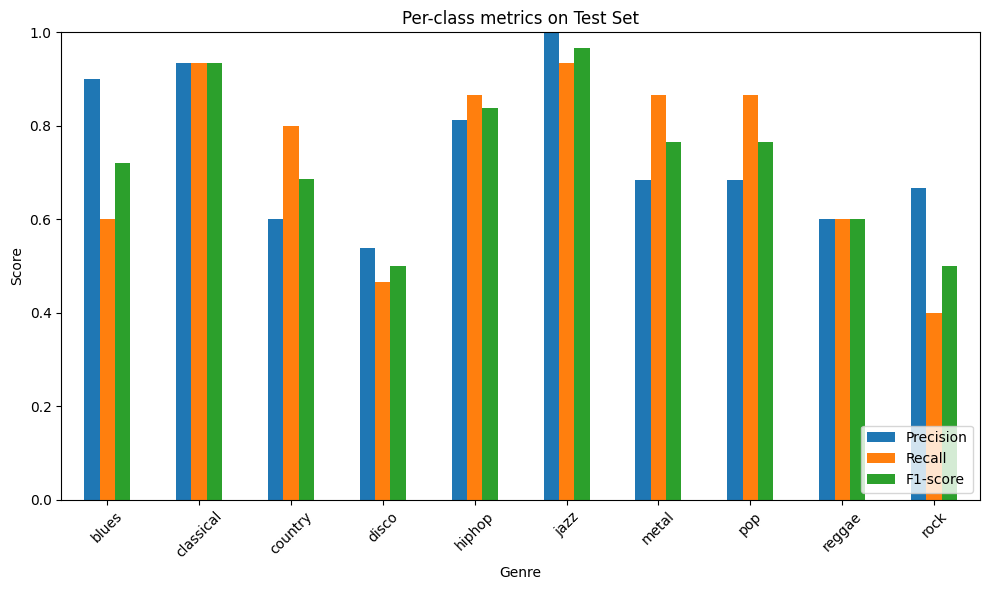 Per-class metrics on Test Set
Score
1.0
0.8
0.6
0.4
0.2
0.0
Precision
Recall
F1-score
blues
classical
country
disco
hiphop
jazz
metal
pop
reggae
rock
Genre